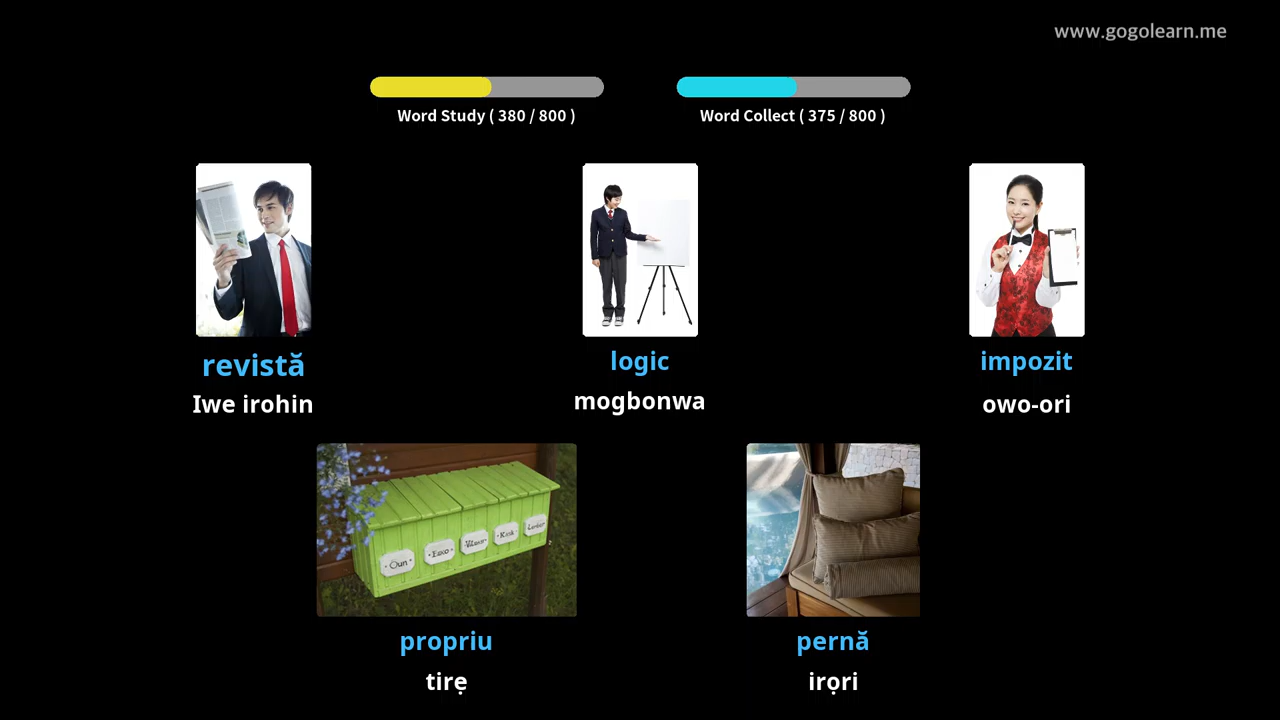 www.gogolearn.me
Word Study ( 380 / 800 )
Word Collect ( 375 / 800 )
revistă
logic
impozit
Iwe irohin
mogbonwa
owo-ori
propriu
pernă
tirẹ
irọri